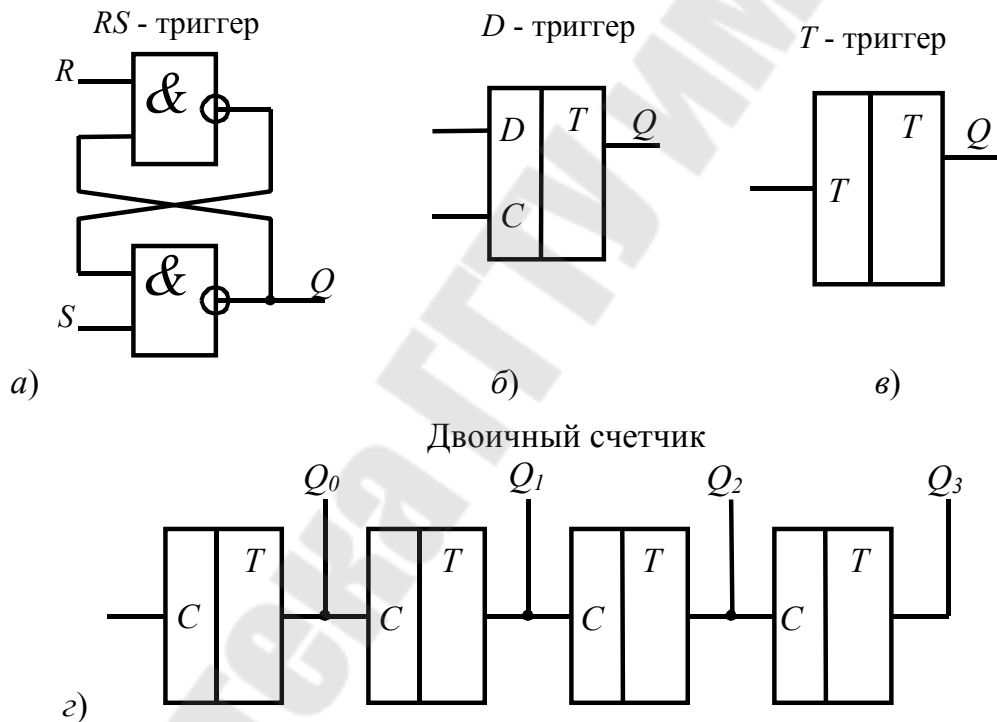 RS - триггер
D - триггер
T - триггер
R
&
D
T
Q
T
Q
T
C
&
Q
S
а)
б)
в)
Двоичный счетчик
Q0
Q1
Q2
Q3
T
T
T
T
C
C
C
C
г)